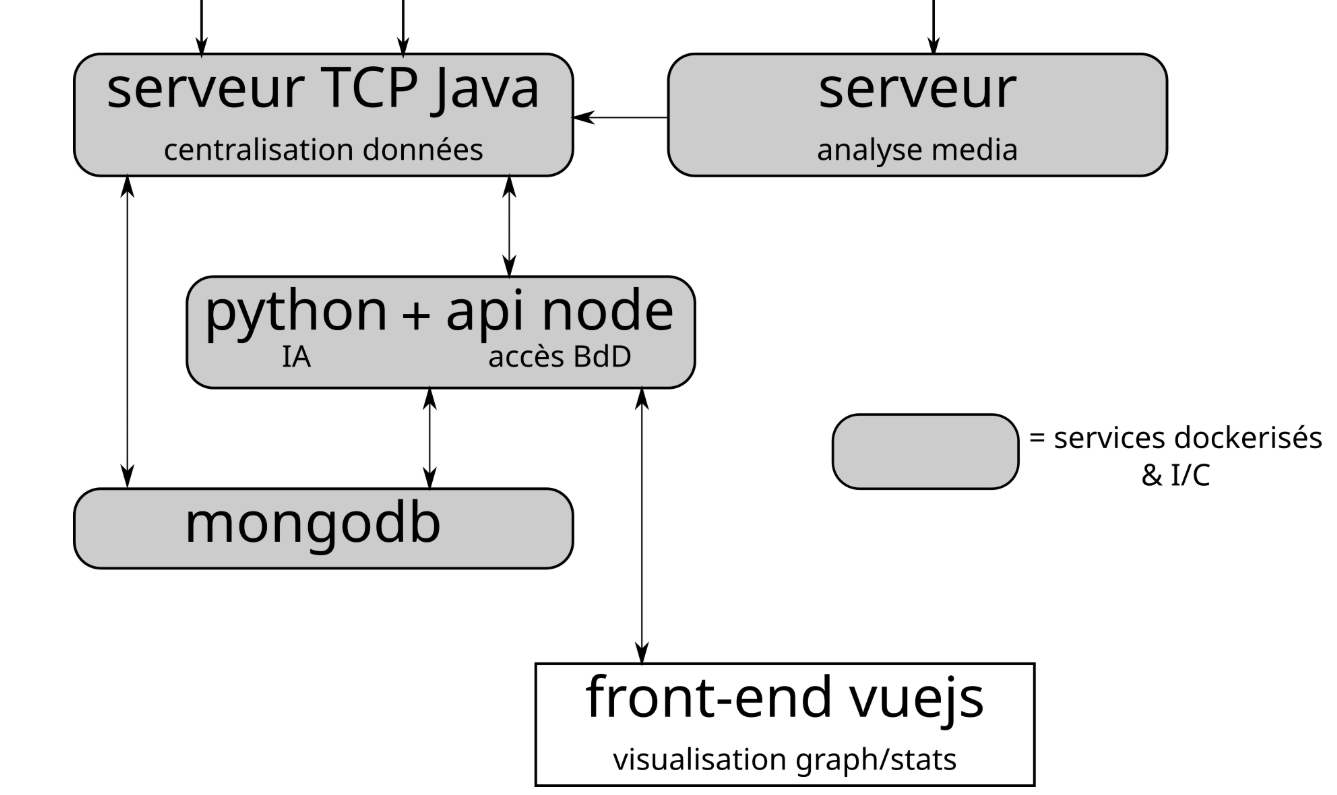 serveur TCP Java
centralisation données
serveur
analyse media
python + api node
IA
accès BdD
= services dockerisés
& I/C
mongodb
front-end vuejs
visualisation graph/stats